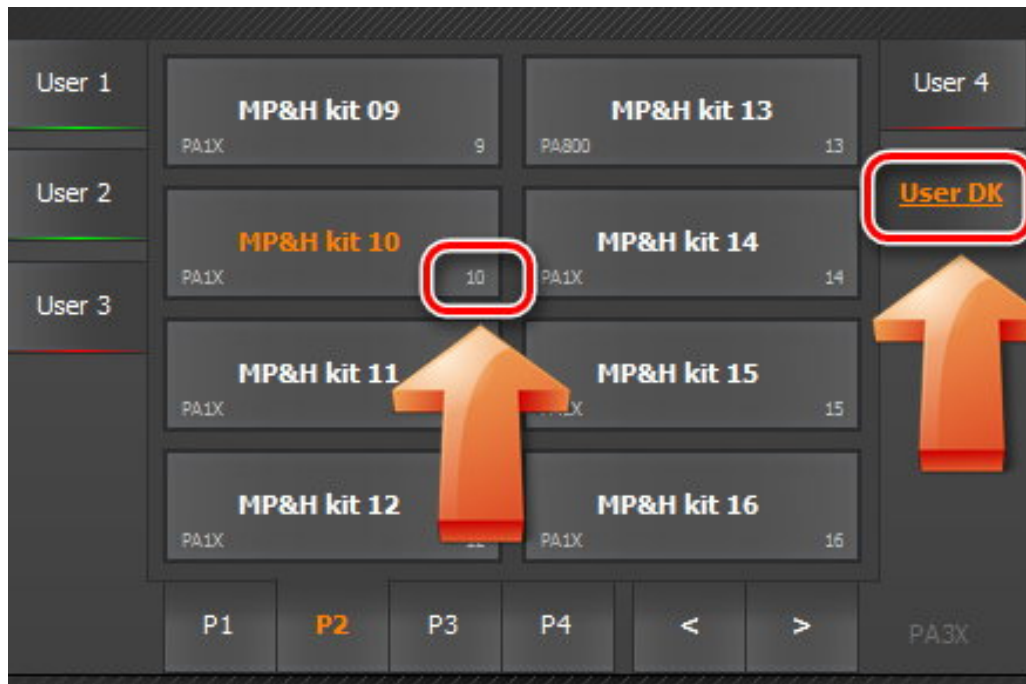 User 1
User 2
User 3
MP&H kit 09
PA1X 9
MP&H kit 10
PA1X 10
MP&H kit 11
PA1X
MP&H kit 12
PA1X
MP&H kit 13
PA800 13
MP&H kit 14
PA1X 14
MP&H kit 15
15
MP&H kit 16
PA1X 16
User 4
User DK
P1 P2 P3 P4 < >
PA3X